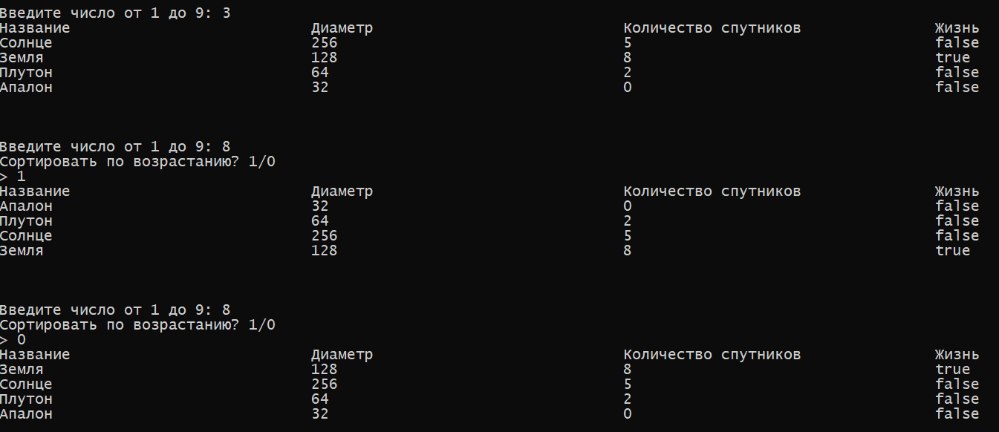 Введите число от 1 до 9: 3
Название Диаметр Количество спутников Жизнь
Солнце 256 5 false
Земля 128 8 true
Плутон 64 2 false
Апалон 32 0 false
Введите число от 1 до 9: 8
Сортировать по возрастанию? 1/0
> 1
Название Диаметр Количество спутников Жизнь
Апалон 32 0 false
Плутон 64 2 false
Солнце 256 5 false
Земля 128 8 true
Введите число от 1 до 9: 8
Сортировать по возрастанию? 1/0
> 0
Название Диаметр Количество спутников Жизнь
Земля 128 8 true
Солнце 256 5 false
Плутон 64 2 false
Апалон 32 0 false